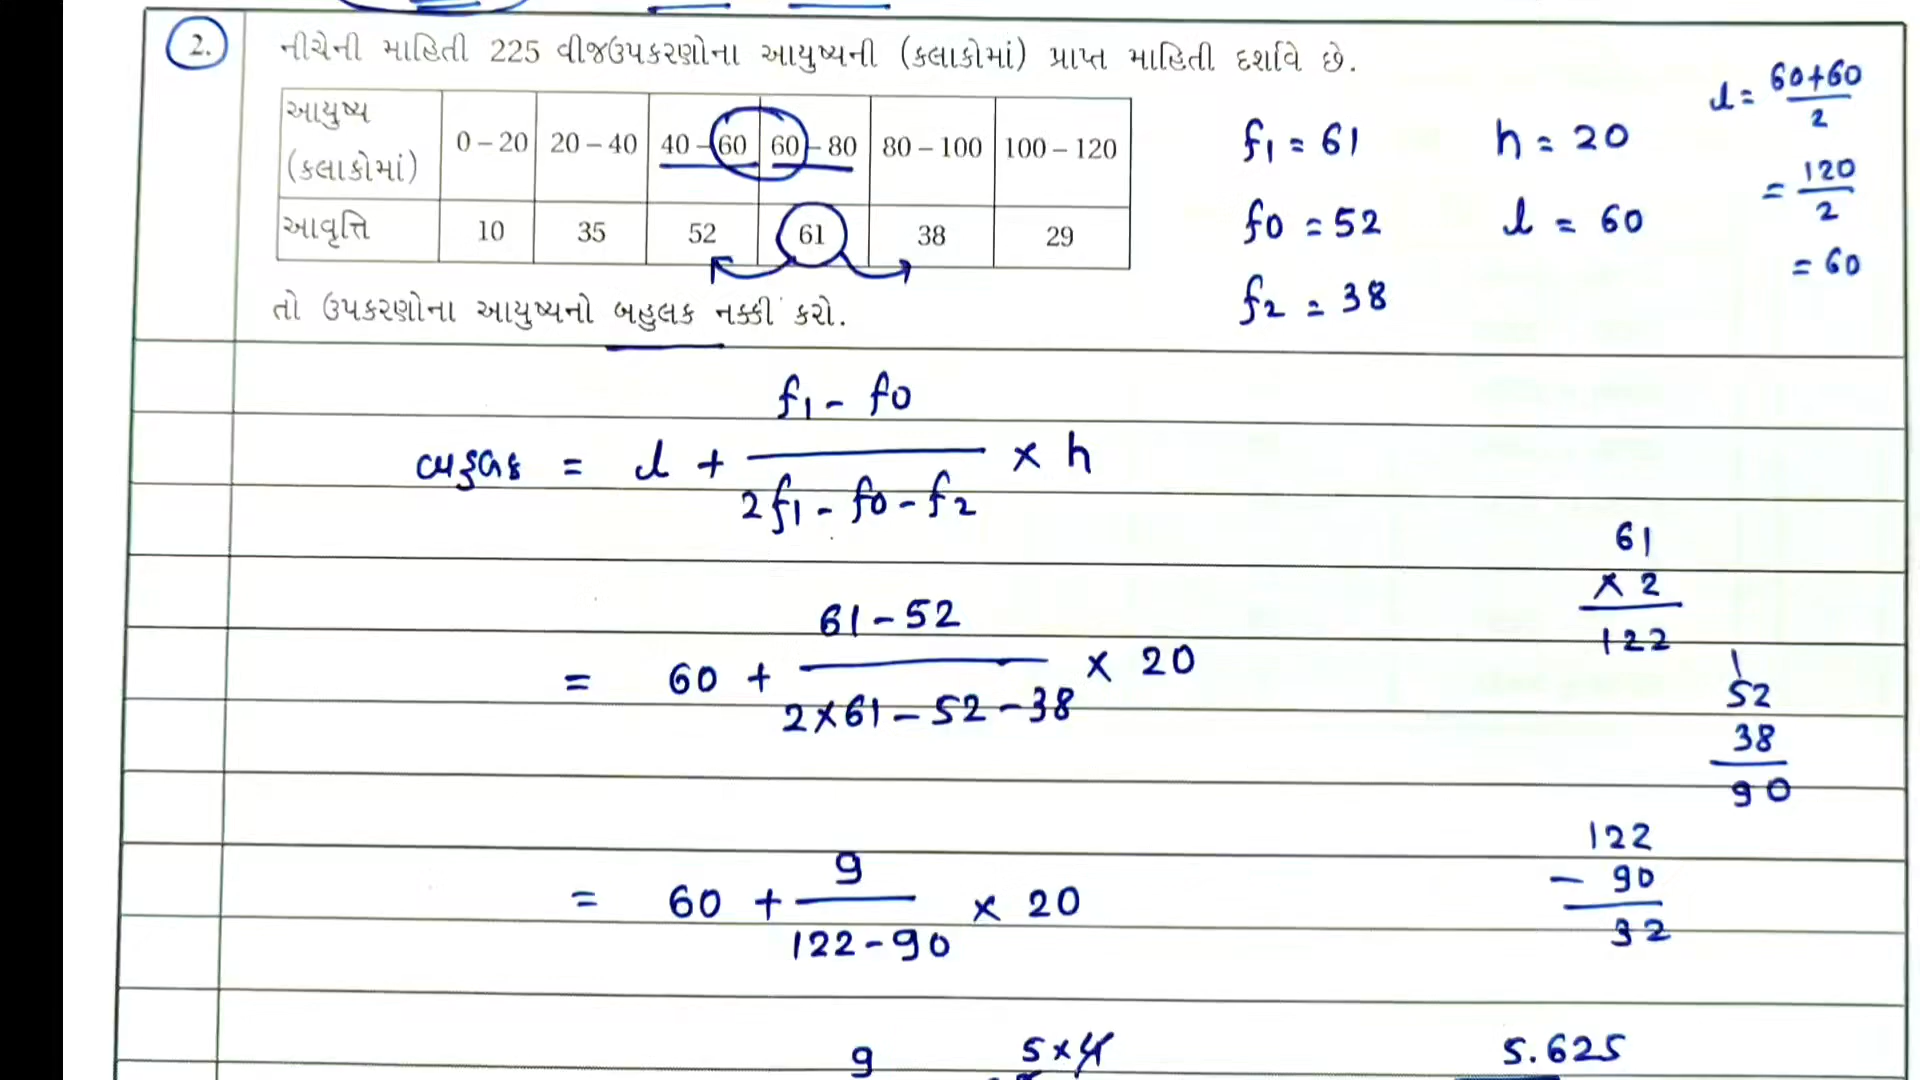 2. નીચેની માહિતી 225 વીજઉપકરણોના આયુષ્યની (કલાકોમાં) પ્રાપ્ત માહિતી દર્શાવે છે.
આયુષ્ય (કલાકોમાં) 0 – 20 20 – 40 40 – 60 60 – 80 80 – 100 100 – 120
આવૃત્તિ 10 35 52 61 38 29
તો ઉપકરણોના આયુષ્યનો બહુલક નક્કી કરો.
f1 = 61 h = 20
f0 = 52 l = 60
f2 = 38
l = 60+60
2
= 120
2
= 60
f1 - f0
બહુલક = l + × h
2f1 - f0 - f2
61 - 52
= 60 + × 20
2×61 - 52 - 38
9
= 60 + × 20
122 - 90
9 5×4
61
× 2
122
1
52
38
90
122
- 90
32
5.625